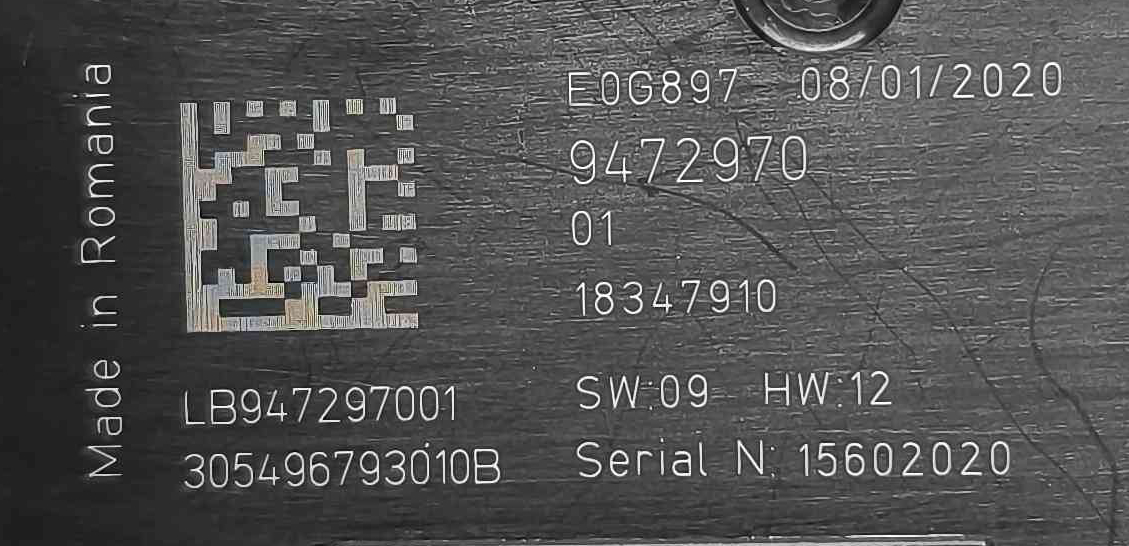 Made in Romania
E0G897 08/01/2020
9472970
01
18347910
LB947297001
305496793010B
SW:09 HW:12
Serial N: 15602020